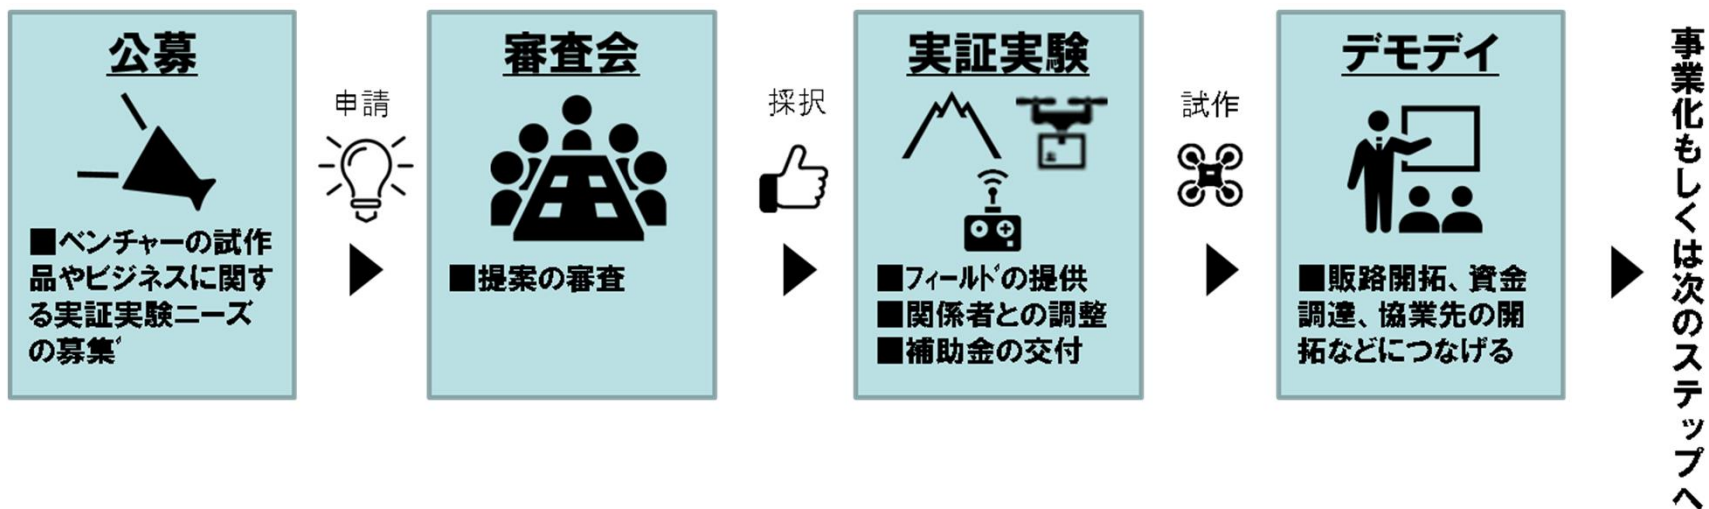 公募
■ベンチャーの試作
品やビジネスに関す
る実証実験ニーズ
の募集
申請
審査会
■提案の審査
採択
実証実験
■フィールドの提供
■関係者との調整
■補助金の交付
試作
デモデイ
■販路開拓、資金
調達、協業先の開
拓などにつなげる
事業化もしくは次のステップへ